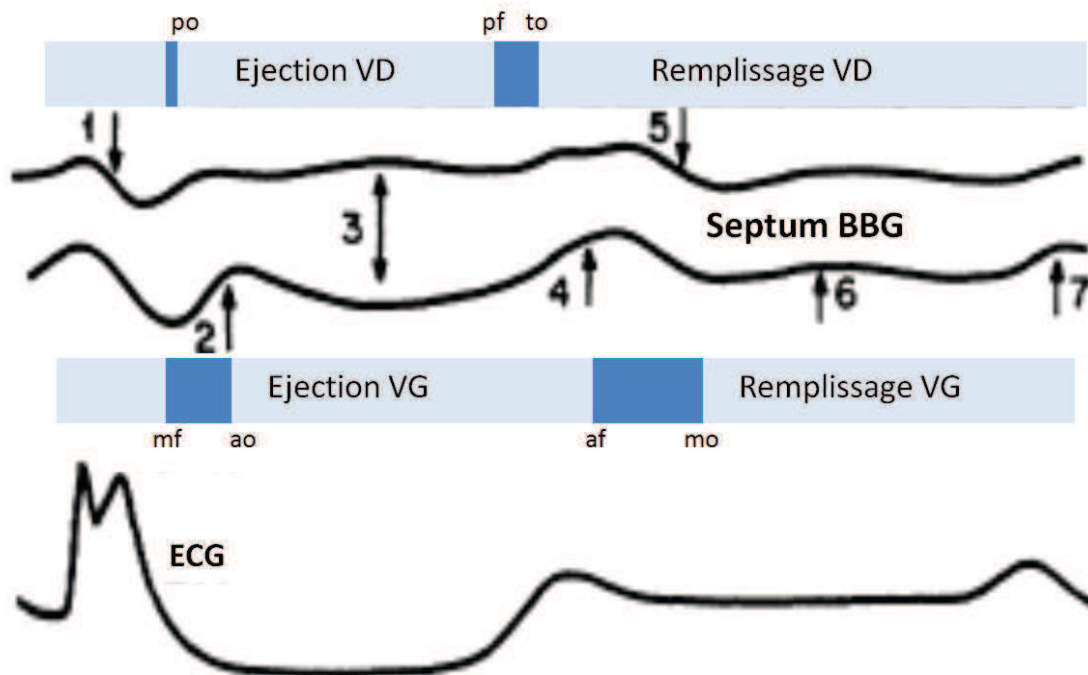 po pf to
Ejection VD Remplissage VD
1 5
3 Septum BBG
2 4 6 7
Ejection VG Remplissage VG
mf ao af mo
ECG